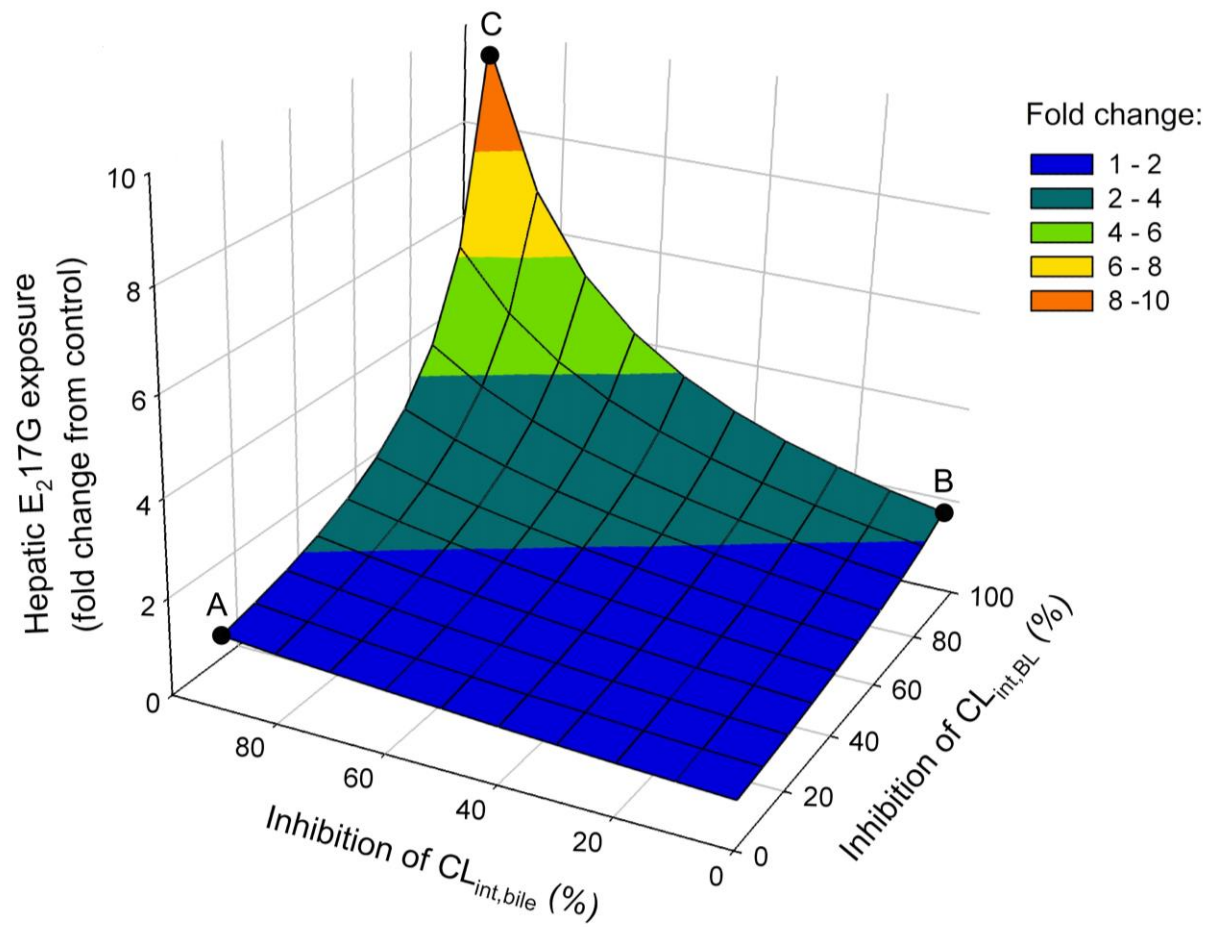 C
Fold change:
1 - 2
2 - 4
4 - 6
6 - 8
8 -10
10
8
6
4
2
0
Hepatic E₂17G exposure
(fold change from control)
A
B
80
60
40
20
0
Inhibition of CLint,bile (%)
0
20
40
60
80
100
Inhibition of CLint,BL (%)